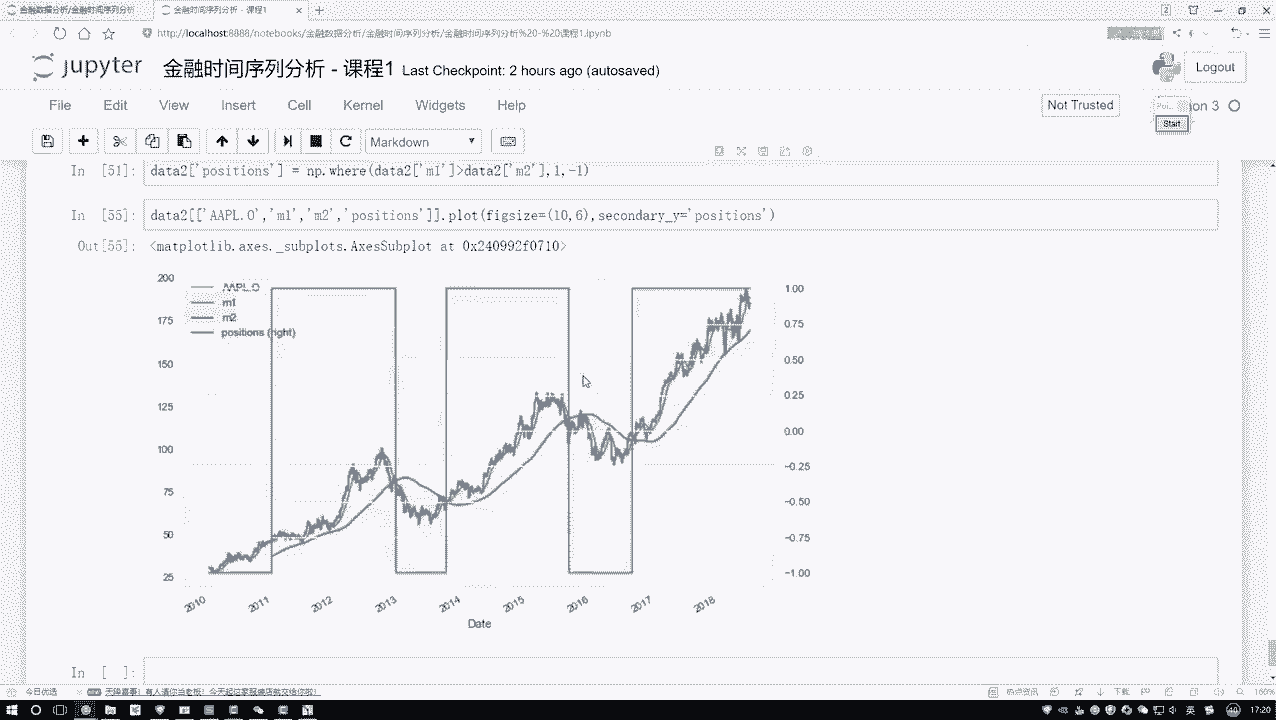 金融数据分析/金融时间序列分析
金融时间序列分析 - 课程1
http://localhost:8888/notebooks/金融数据分析/金融时间序列分析/金融时间序列分析%20-%20课程1.ipynb
jupyter 金融时间序列分析 - 课程1 Last Checkpoint: 2 hours ago (autosaved)
Logout
File Edit View Insert Cell Kernel Widgets Help
Not Trusted
on 3
Start
Markdown
In [51]: data2['positions'] = np.where(data2['m1']>data2['m2'],1,-1)
In [55]: data2[['AAPL.O','m1','m2','positions']].plot(figsize=(10,6),secondary_y='positions')
Out[55]: <matplotlib.axes._subplots.AxesSubplot at 0x240992f0710>
200
175
150
125
100
75
50
25
AAPL.O
m1
m2
positions (right)
1.00
0.75
0.50
0.25
0.00
-0.25
-0.50
-0.75
-1.00
2010 2011 2012 2013 2014 2015 2016 2017 2018
Date
In [ ]:
今日优选
热点资讯
下载
160%
英
17:20